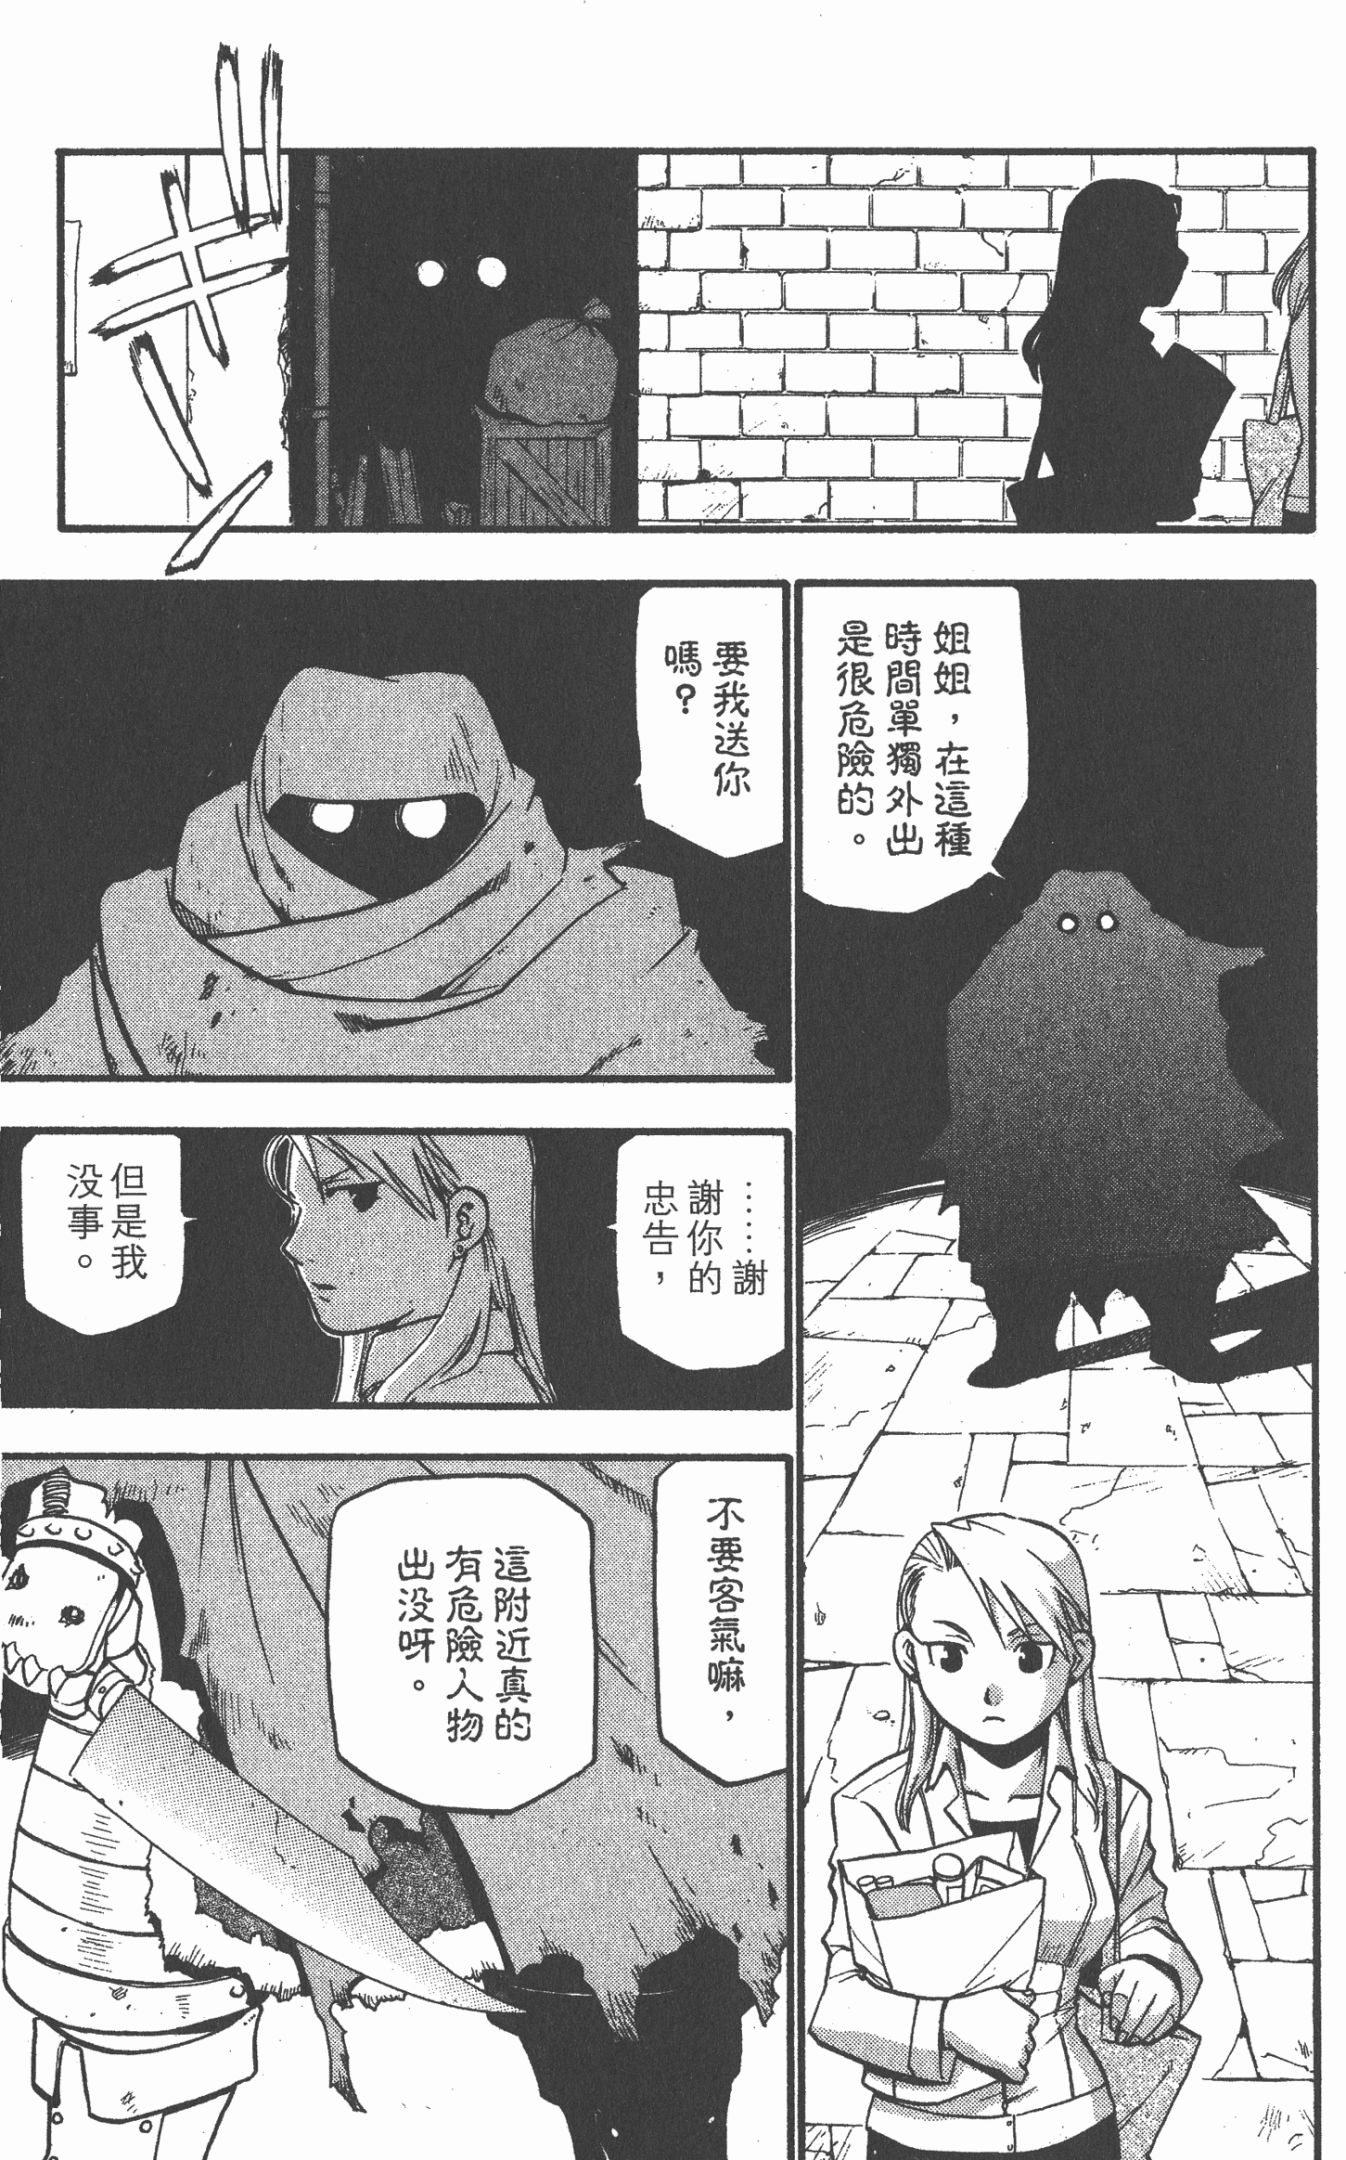 姐姐，在這種
時間單獨外出
是很危險的。
要我送你
嗎？
……謝
謝你的
忠告，
但是我
没事。
不要客氣嘛，
這附近真的
有危險人物
出没呀。